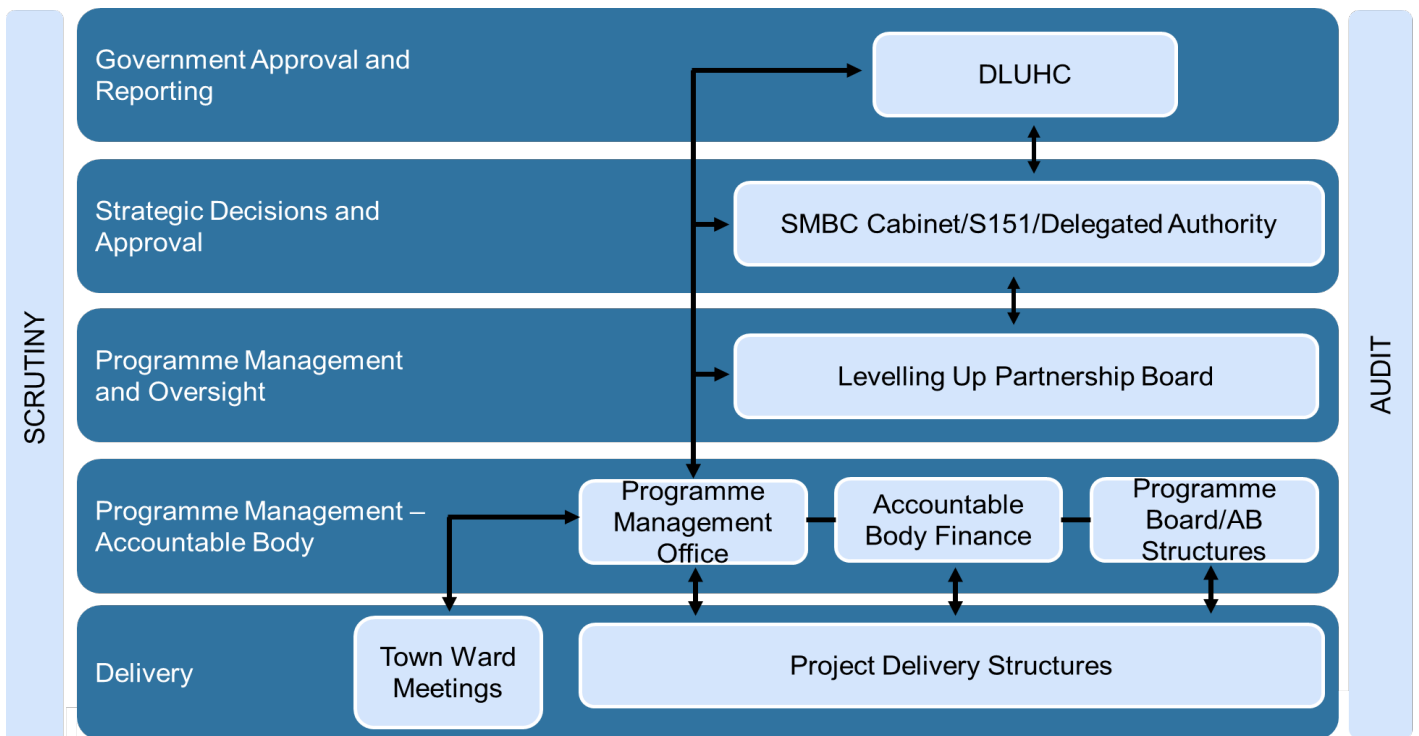 SCRUTINY
Government Approval and
Reporting
DLUHC
Strategic Decisions and
Approval
SMBC Cabinet/S151/Delegated Authority
Programme Management
and Oversight
Levelling Up Partnership Board
Programme Management –
Accountable Body
Programme
Management
Office
Accountable
Body Finance
Programme
Board/AB
Structures
Delivery
Town Ward
Meetings
Project Delivery Structures
AUDIT